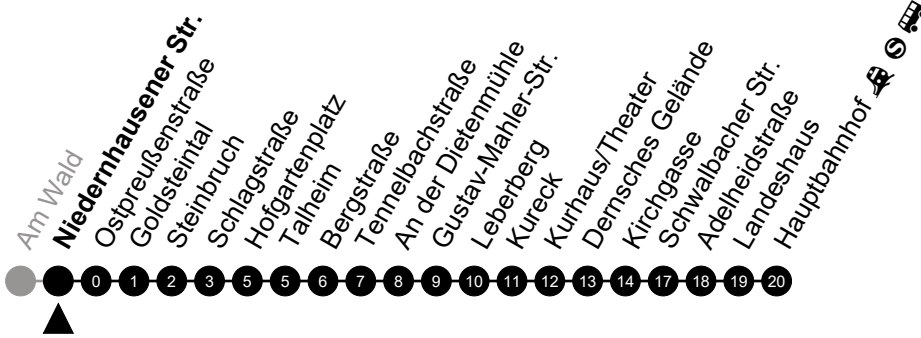 Am Wald
Niedernhausener Str.
Ostpreußenstraße
Goldsteintal
Steinbruch
Schlagstraße
Hofgartenplatz
Talheim
Bergstraße
Tennelbachstraße
An der Dietenmühle
Gustav-Mahler-Str.
Leberberg
Kureck
Kurhaus/Theater
Dernsches Gelände
Kirchgasse
Schwalbacher Str.
Adelheidstraße
Landeshaus
Hauptbahnhof S
0 1 2 3 5 5 6 7 8 9 10 11 12 13 14 17 18 19 20